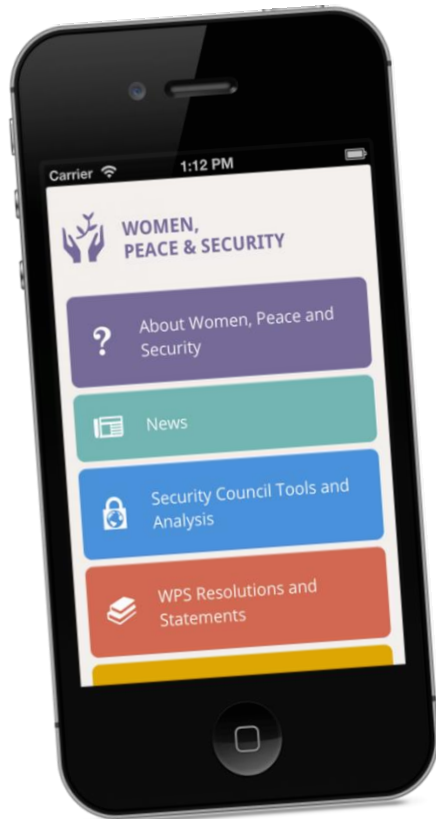 Carrier 1:12 PM
WOMEN,
PEACE & SECURITY
? About Women, Peace and
Security
News
Security Council Tools and
Analysis
WPS Resolutions and
Statements